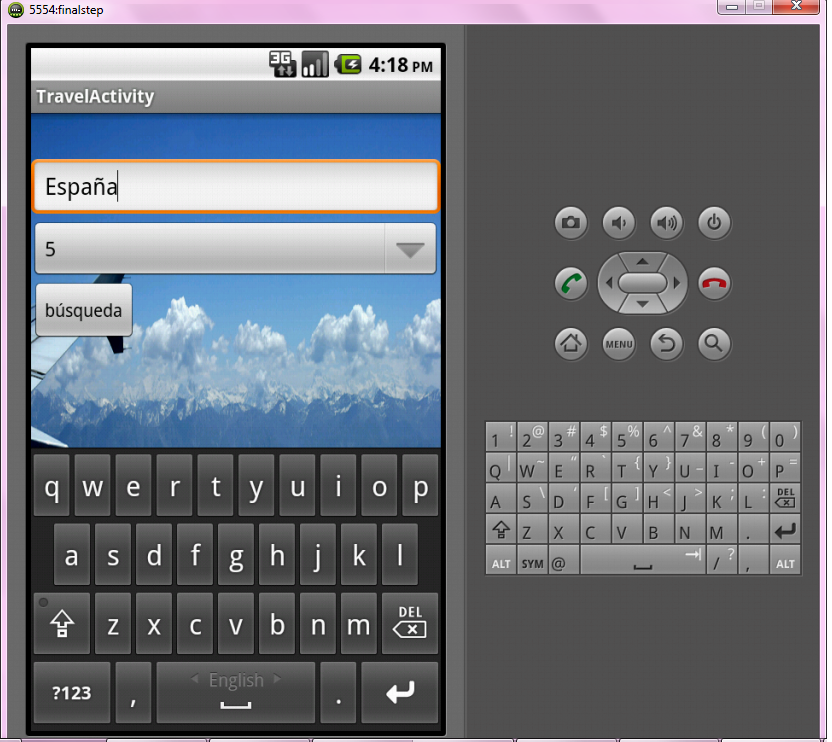 5554:finalstep
3G 4:18 PM
TravelActivity
España
5
búsqueda
q w e r t y u i o p
a s d f g h j k l
z x c v b n m DEL
?123 , English .
MENU
1 ! 2 @ 3 # 4 $ 5 % 6 ^ 7 & 8 * 9 ( 0 )
Q | W ~ E " R ` T { Y } U _ I - O + P =
A S \ D ' F [ G ] H < J > K ; L : DEL
Z X C V B N M .
ALT SYM @ / ? , ALT